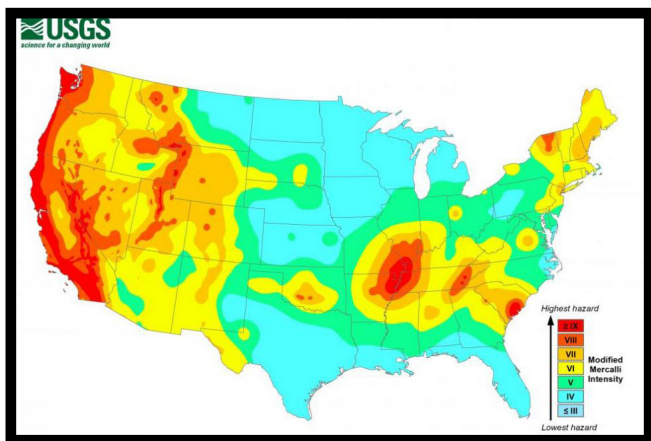 USGS
science for a changing world
Highest hazard
≥ IX
VIII
VII
VI
V
IV
≤ III
Modified
Mercalli
Intensity
Lowest hazard